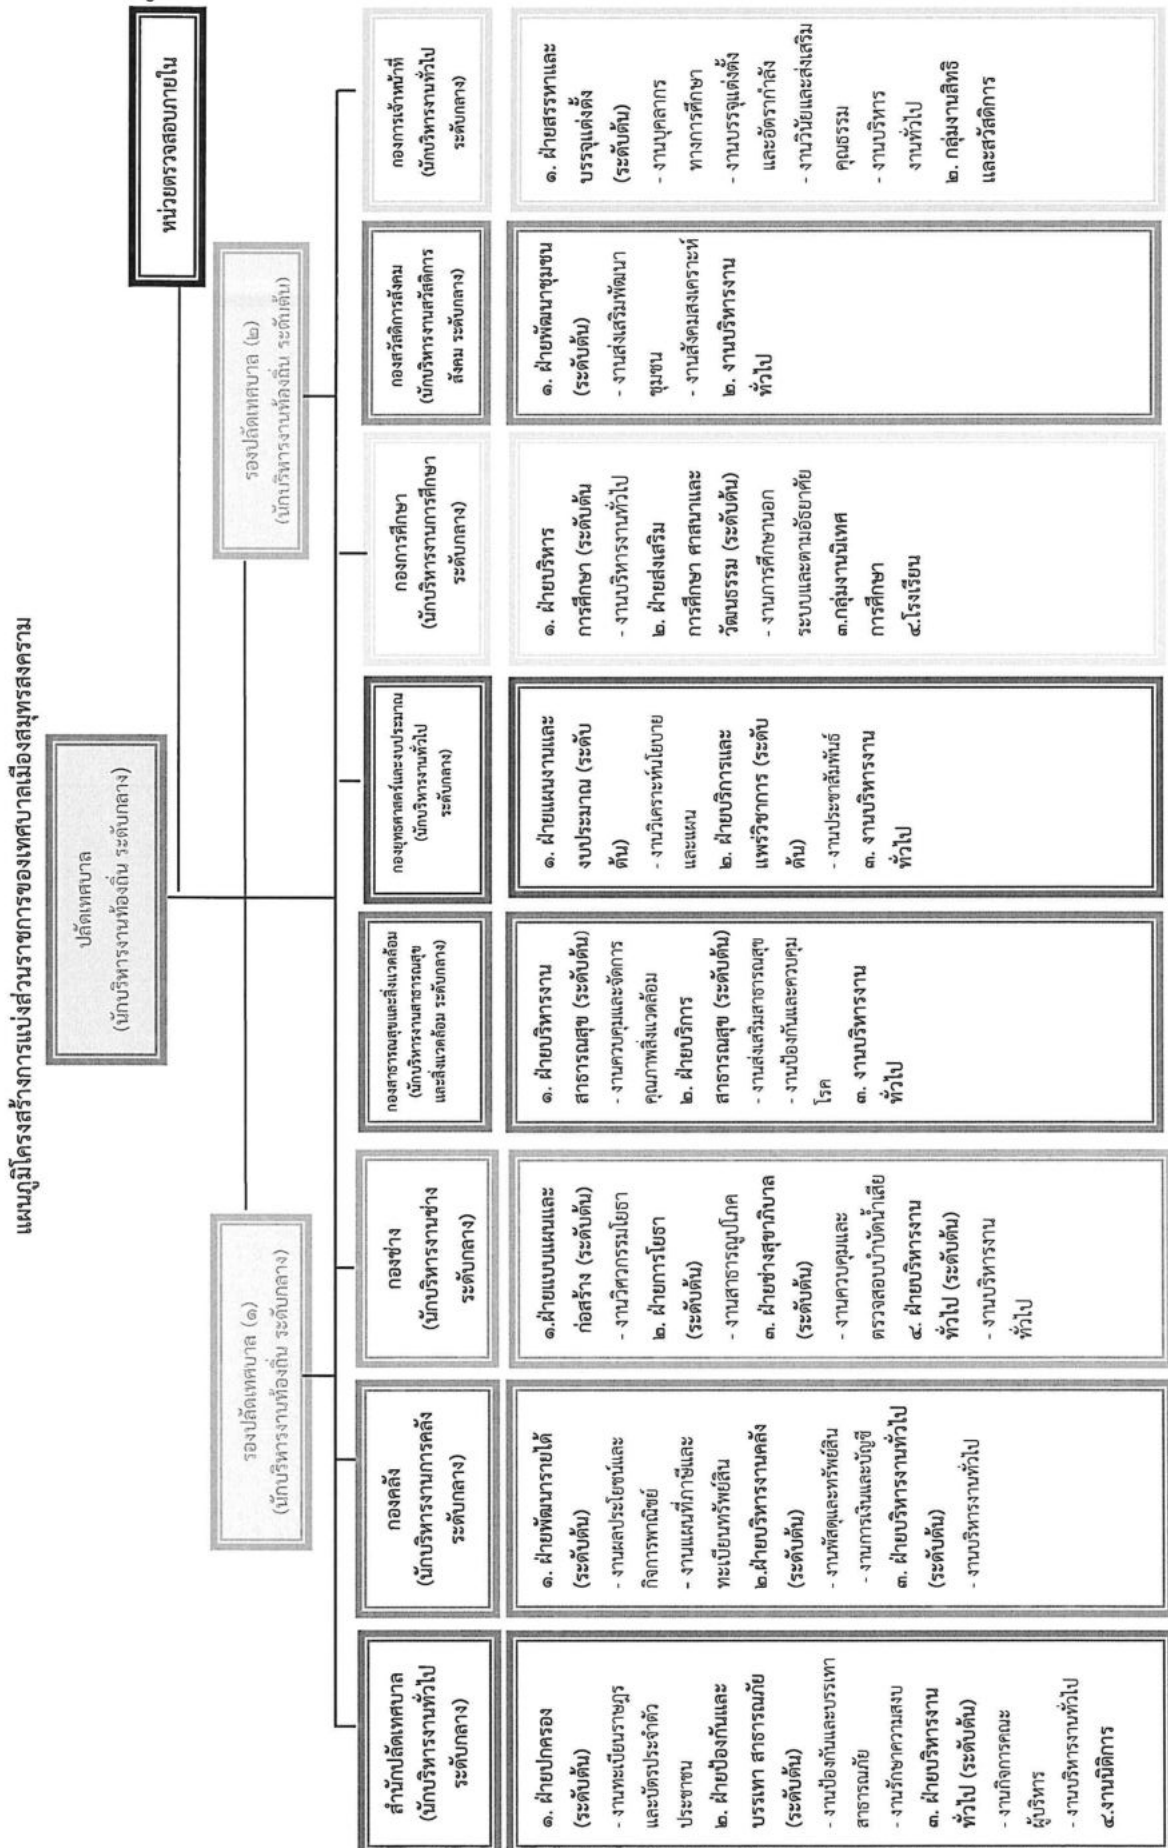 แผนภูมิโครงสร้างการแบ่งส่วนราชการของเทศบาลเมืองสมุทรสงคราม
ปลัดเทศบาล
(นักบริหารงานท้องถิ่น ระดับกลาง)
หน่วยตรวจสอบภายใน
รองปลัดเทศบาล (๑)
(นักบริหารงานท้องถิ่น ระดับกลาง)
รองปลัดเทศบาล (๒)
(นักบริหารงานท้องถิ่น ระดับต้น)
สำนักปลัดเทศบาล
(นักบริหารงานทั่วไป
ระดับกลาง)
๑. ฝ่ายปกครอง
(ระดับต้น)
- งานทะเบียนราษฎร
และบัตรประจำตัว
ประชาชน
๒. ฝ่ายป้องกันและ
บรรเทา สาธารณภัย
(ระดับต้น)
- งานป้องกันและบรรเทา
สาธารณภัย
- งานรักษาความสงบ
๓. ฝ่ายบริหารงาน
ทั่วไป (ระดับต้น)
- งานกิจการคณะ
ผู้บริหาร
- งานบริหารงานทั่วไป
๔.งานนิติการ
กองคลัง
(นักบริหารงานการคลัง
ระดับกลาง)
๑. ฝ่ายพัฒนารายได้
(ระดับต้น)
- งานผลประโยชน์และ
กิจการพาณิชย์
- งานแผนที่ภาษีและ
ทะเบียนทรัพย์สิน
๒.ฝ่ายบริหารงานคลัง
(ระดับต้น)
- งานพัสดุและทรัพย์สิน
- งานการเงินและบัญชี
๓. ฝ่ายบริหารงานทั่วไป
(ระดับต้น)
- งานบริหารงานทั่วไป
กองช่าง
(นักบริหารงานช่าง
ระดับกลาง)
๑.ฝ่ายแบบแผนและ
ก่อสร้าง (ระดับต้น)
- งานวิศวกรรมโยธา
๒. ฝ่ายการโยธา
(ระดับต้น)
- งานสาธารณูปโภค
๓. ฝ่ายช่างสุขาภิบาล
(ระดับต้น)
- งานควบคุมและ
ตรวจสอบบำบัดน้ำเสีย
๔. ฝ่ายบริหารงาน
ทั่วไป (ระดับต้น)
- งานบริหารงาน
ทั่วไป
กองสาธารณสุขและสิ่งแวดล้อม
(นักบริหารงานสาธารณสุข
และสิ่งแวดล้อม ระดับกลาง)
๑. ฝ่ายบริหารงาน
สาธารณสุข (ระดับต้น)
- งานควบคุมและจัดการ
คุณภาพสิ่งแวดล้อม
๒. ฝ่ายบริการ
สาธารณสุข (ระดับต้น)
- งานส่งเสริมสาธารณสุข
- งานป้องกันและควบคุม
โรค
๓. งานบริหารงาน
ทั่วไป
กองยุทธศาสตร์และงบประมาณ
(นักบริหารงานทั่วไป
ระดับกลาง)
๑. ฝ่ายแผนงานและ
งบประมาณ (ระดับ
ต้น)
- งานวิเคราะห์นโยบาย
และแผน
๒. ฝ่ายบริการและ
แพร่วิชาการ (ระดับ
ต้น)
- งานประชาสัมพันธ์
๓. งานบริหารงาน
ทั่วไป
กองการศึกษา
(นักบริหารงานการศึกษา
ระดับกลาง)
๑. ฝ่ายบริหาร
การศึกษา (ระดับต้น)
- งานบริหารงานทั่วไป
๒. ฝ่ายส่งเสริม
การศึกษา ศาสนาและ
วัฒนธรรม (ระดับต้น)
- งานการศึกษานอก
ระบบและตามอัธยาศัย
๓.กลุ่มงานนิเทศ
การศึกษา
๔.โรงเรียน
กองสวัสดิการสังคม
(นักบริหารงานสวัสดิการ
สังคม ระดับกลาง)
๑. ฝ่ายพัฒนาชุมชน
(ระดับต้น)
- งานส่งเสริมพัฒนา
ชุมชน
- งานสังคมสงเคราะห์
๒. งานบริหารงาน
ทั่วไป
กองการเจ้าหน้าที่
(นักบริหารงานทั่วไป
ระดับกลาง)
๑. ฝ่ายสรรหาและ
บรรจุแต่งตั้ง
(ระดับต้น)
- งานบุคลากร
ทางการศึกษา
- งานบรรจุแต่งตั้ง
และอัตรากำลัง
- งานวินัยและส่งเสริม
คุณธรรม
- งานบริหาร
งานทั่วไป
๒. กลุ่มงานสิทธิ
และสวัสดิการ